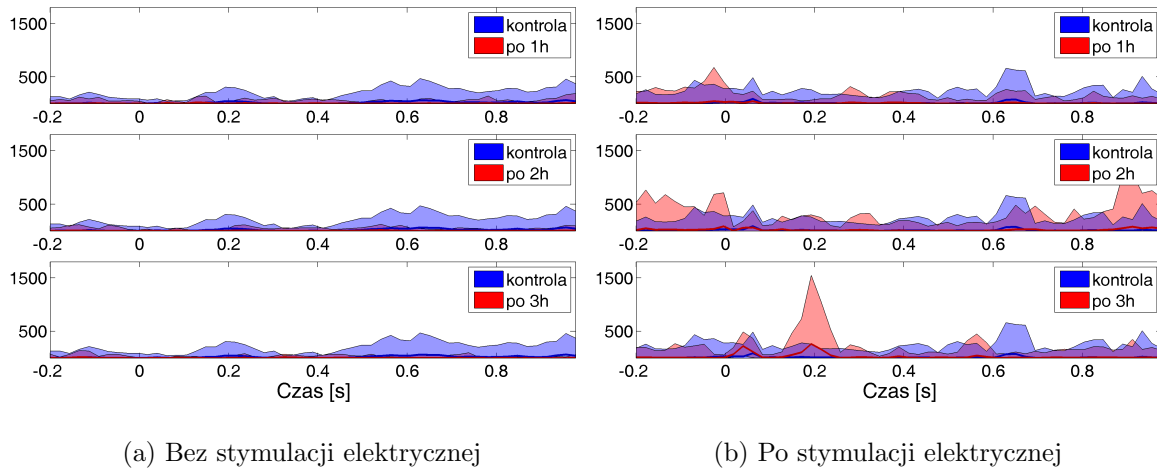 1500
500
-0.2 0 0.2 0.4 0.6 0.8
kontrola
po 1h
1500
500
-0.2 0 0.2 0.4 0.6 0.8
kontrola
po 2h
1500
500
-0.2 0 0.2 0.4 0.6 0.8
kontrola
po 3h
Czas [s]
(a) Bez stymulacji elektrycznej
1500
500
-0.2 0 0.2 0.4 0.6 0.8
kontrola
po 1h
1500
500
-0.2 0 0.2 0.4 0.6 0.8
kontrola
po 2h
1500
500
-0.2 0 0.2 0.4 0.6 0.8
kontrola
po 3h
Czas [s]
(b) Po stymulacji elektrycznej